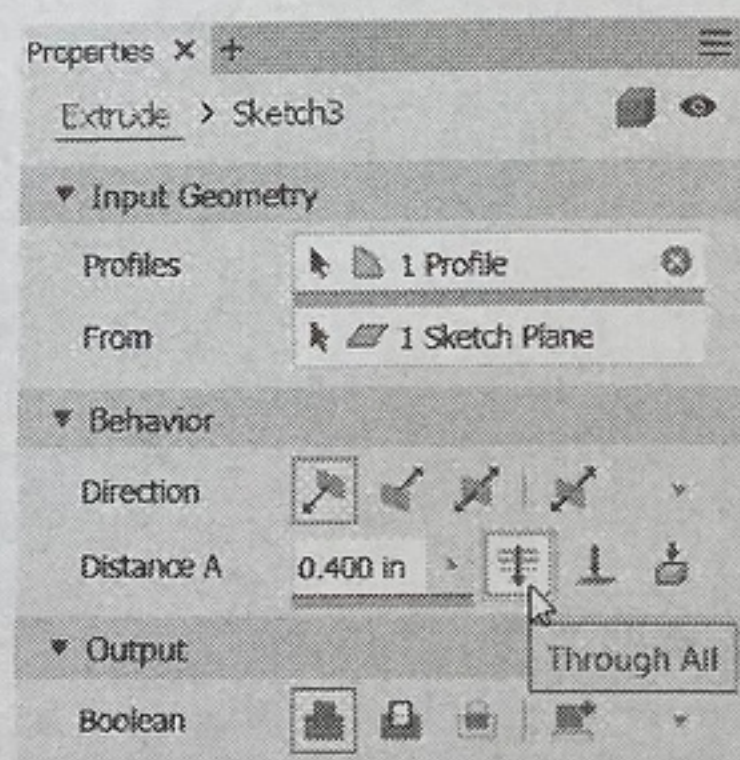 Properties × +
Extrude > Sketch3
Input Geometry
Profiles 1 Profile
From 1 Sketch Plane
Behavior
Direction
Distance A 0.400 in
Output
Through All
Boolean